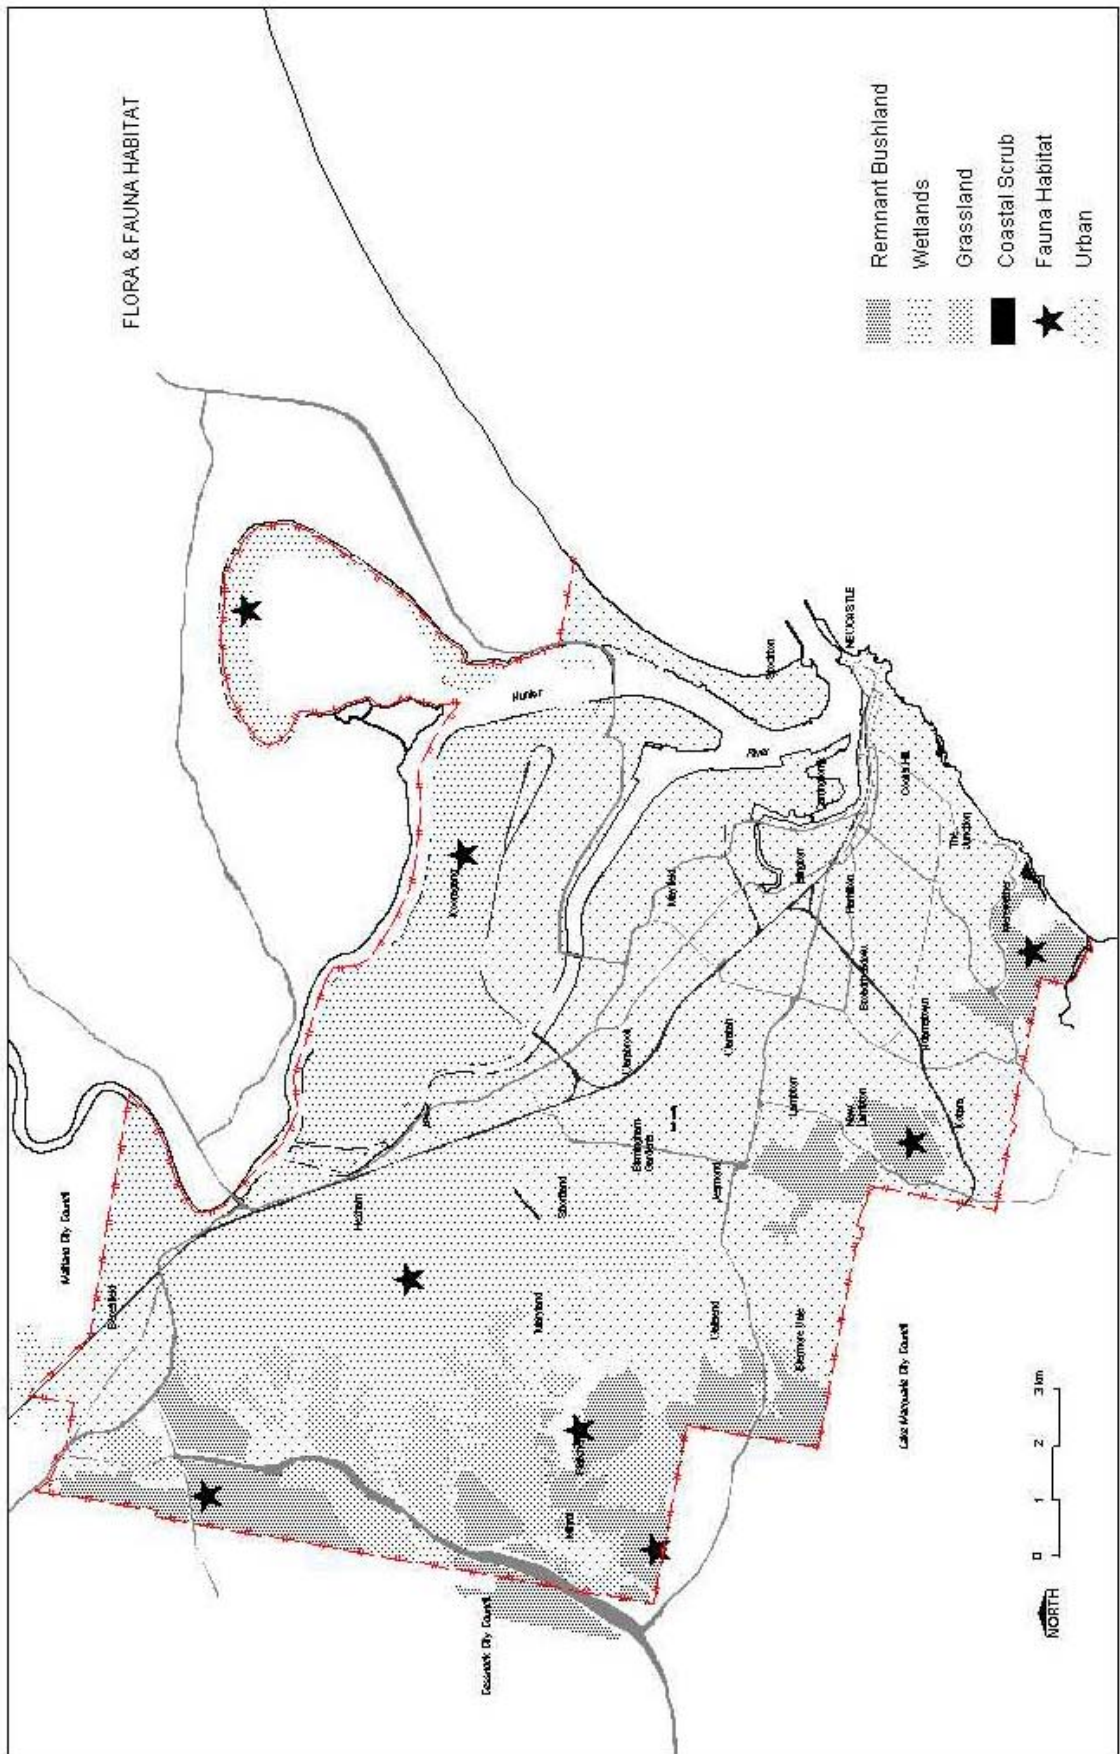 FLORA & FAUNA HABITAT
Maitland City Council
Beresfield
Hexham
Cessnock City Council
Minmi
Maryland
Shortland
Birmingham
Gardens
Jesmond
Wallsend
Elermore Vale
Lake Macquarie City Council
Kooragang
Hunter
River
Stockton
NEWCASTLE
Mayfield
Carrington
Islington
Hamilton
Cooks Hill
The
Junction
Merewether
Broadmeadow
Adamstown
Waratah
Lambton
New
Lambton
Kotara
Remnant Bushland
Wetlands
Grassland
Coastal Scrub
Fauna Habitat
Urban
NORTH
0 1 2 3 km